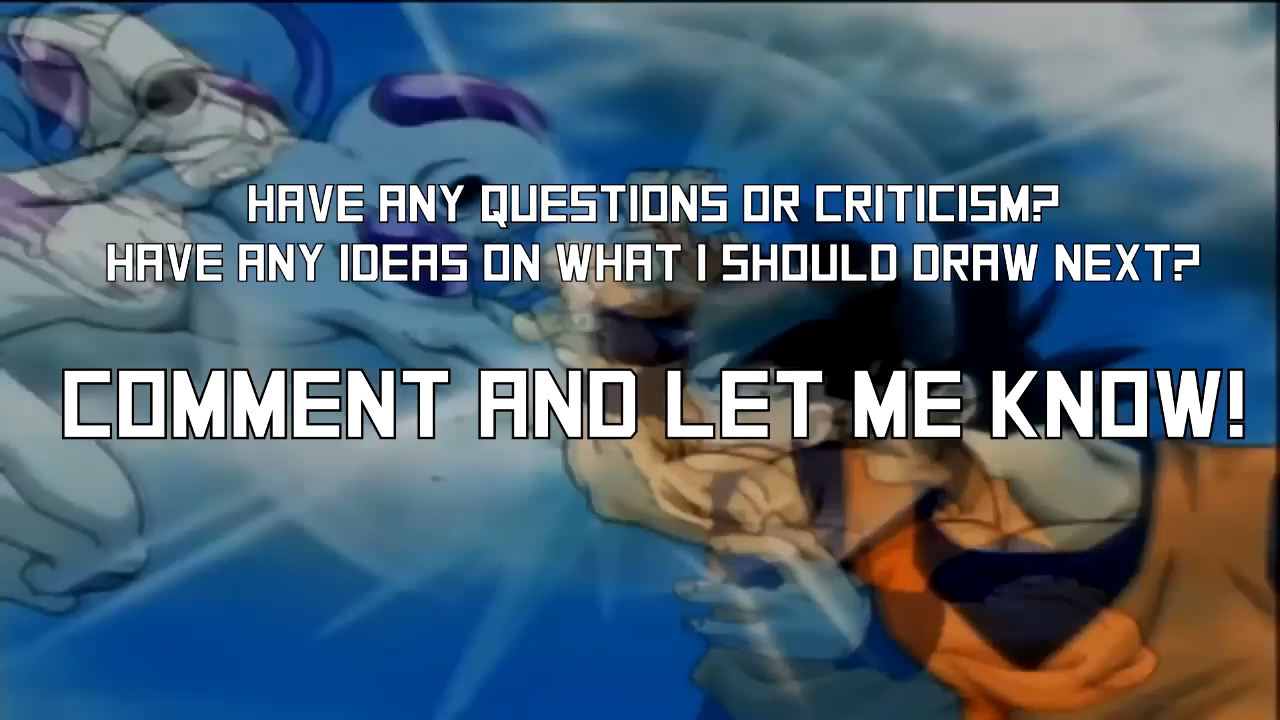 HAVE ANY QUESTIONS OR CRITICISM?
HAVE ANY IDEAS ON WHAT I SHOULD DRAW NEXT?
COMMENT AND LET ME KNOW!